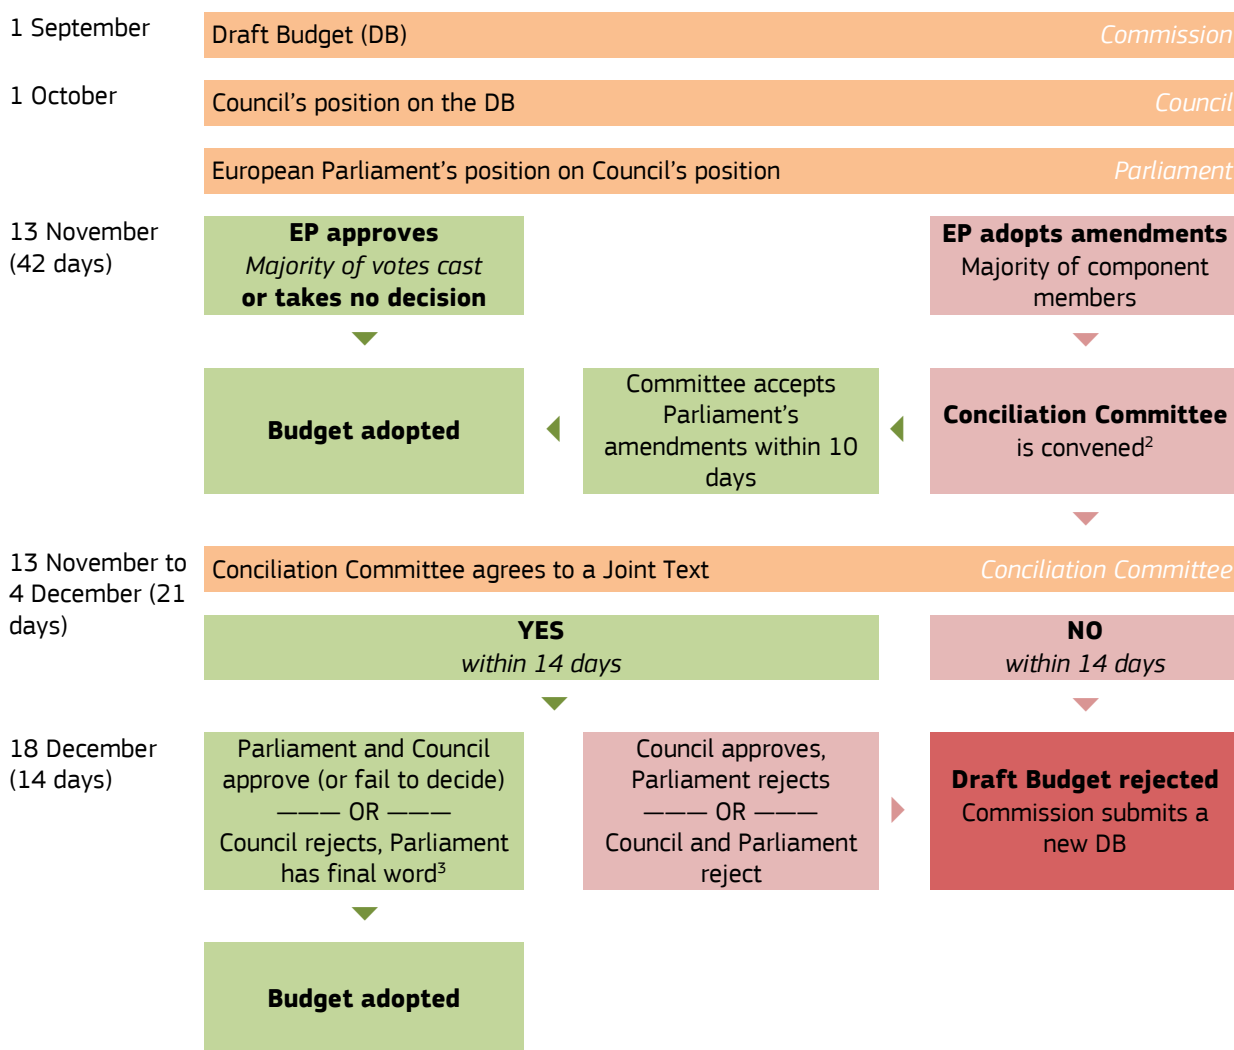 1 September
Draft Budget (DB)
Commission
1 October
Council’s position on the DB
Council
European Parliament’s position on Council’s position
Parliament
13 November
(42 days)
EP approves
Majority of votes cast
or takes no decision
EP adopts amendments
Majority of component
members
Budget adopted
Committee accepts
Parliament’s
amendments within 10
days
Conciliation Committee
is convened²
13 November to
4 December (21
days)
Conciliation Committee agrees to a Joint Text
Conciliation Committee
YES
within 14 days
NO
within 14 days
18 December
(14 days)
Parliament and Council
approve (or fail to decide)
——— OR ———
Council rejects, Parliament
has final word³
Council approves,
Parliament rejects
——— OR ———
Council and Parliament
reject
Draft Budget rejected
Commission submits a
new DB
Budget adopted